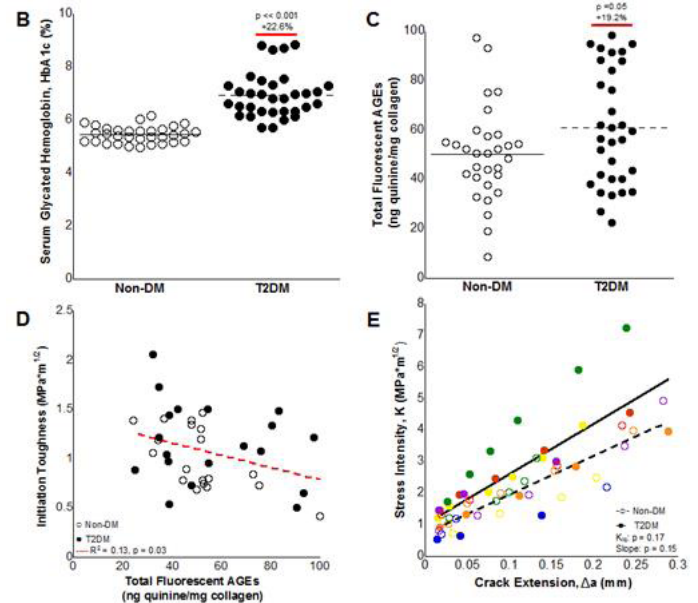 B
p << 0.001
+22.6%
Serum Glycated Hemoglobin, HbA1c (%)
10
8
6
4
2
0
Non-DM
T2DM
C
p =0.05
+19.2%
Total Fluorescent AGEs
(ng quinine/mg collagen)
100
80
60
40
20
0
Non-DM
T2DM
D
Initiation Toughness (MPa*m1/2)
2.5
2
1.5
1
0.5
0
Non-DM
T2DM
R2 = 0.13, p = 0.03
0
20
40
60
80
100
Total Fluorescent AGEs
(ng quinine/mg collagen)
E
Stress Intensity, K (MPa*m1/2)
8
7
6
5
4
3
2
1
0
Non-DM
T2DM
: p = 0.17
Slope: p = 0.15
0
0.05
0.1
0.15
0.2
0.25
0.3
Crack Extension, Δa (mm)